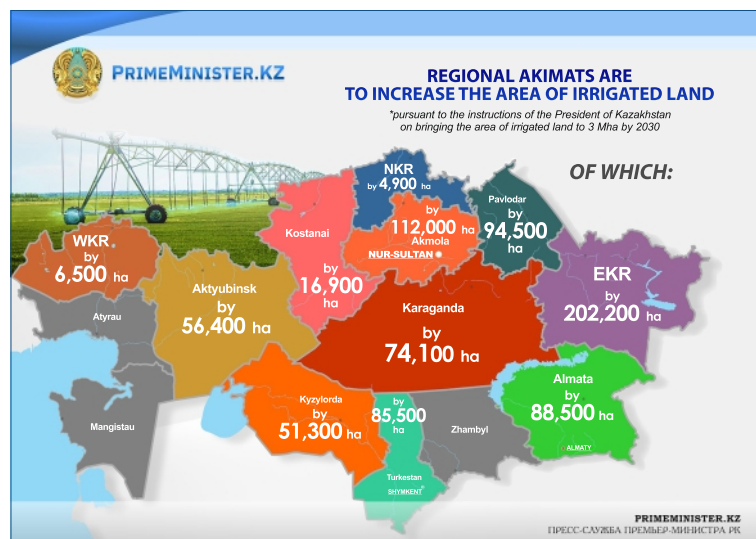 PRIMEMINISTER.KZ
REGIONAL AKIMATS ARE
TO INCREASE THE AREA OF IRRIGATED LAND
*pursuant to the instructions of the President of Kazakhstan
on bringing the area of irrigated land to 3 Mha by 2030
OF WHICH:
NKR
by 4,900 ha
Pavlodar
by
94,500
ha
by
112,000 ha
Akmola
NUR-SULTAN
Kostanai
by
16,900
ha
WKR
by
6,500 ha
Atyrau
Aktyubinsk
by
56,400 ha
Karaganda
by
74,100 ha
EKR
by
202,200 ha
Mangistau
Kyzylorda
by
51,300 ha
by
85,500
ha
Turkestan
SHYMKENT
Zhambyl
Almata
by
88,500 ha
ALMATY
PRIMEMINISTER.KZ
ПРЕСС-СЛУЖБА ПРЕМЬЕР-МИНИСТРА РК